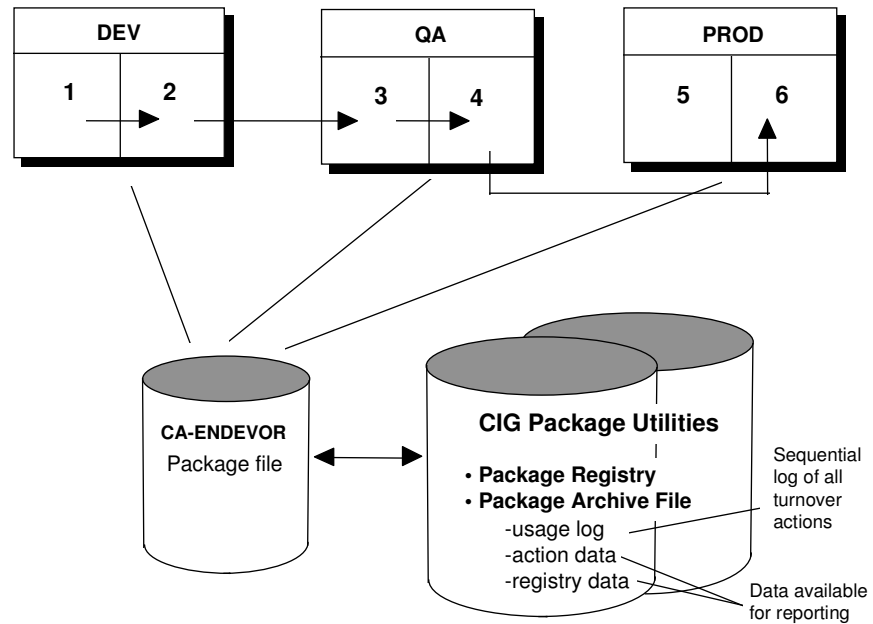 DEV
QA
PROD
1
2
3
4
5
6
CA-ENDEVOR
Package file
CIG Package Utilities
• Package Registry
• Package Archive File
-usage log
-action data
-registry data
Sequential
log of all
turnover
actions
Data available
for reporting